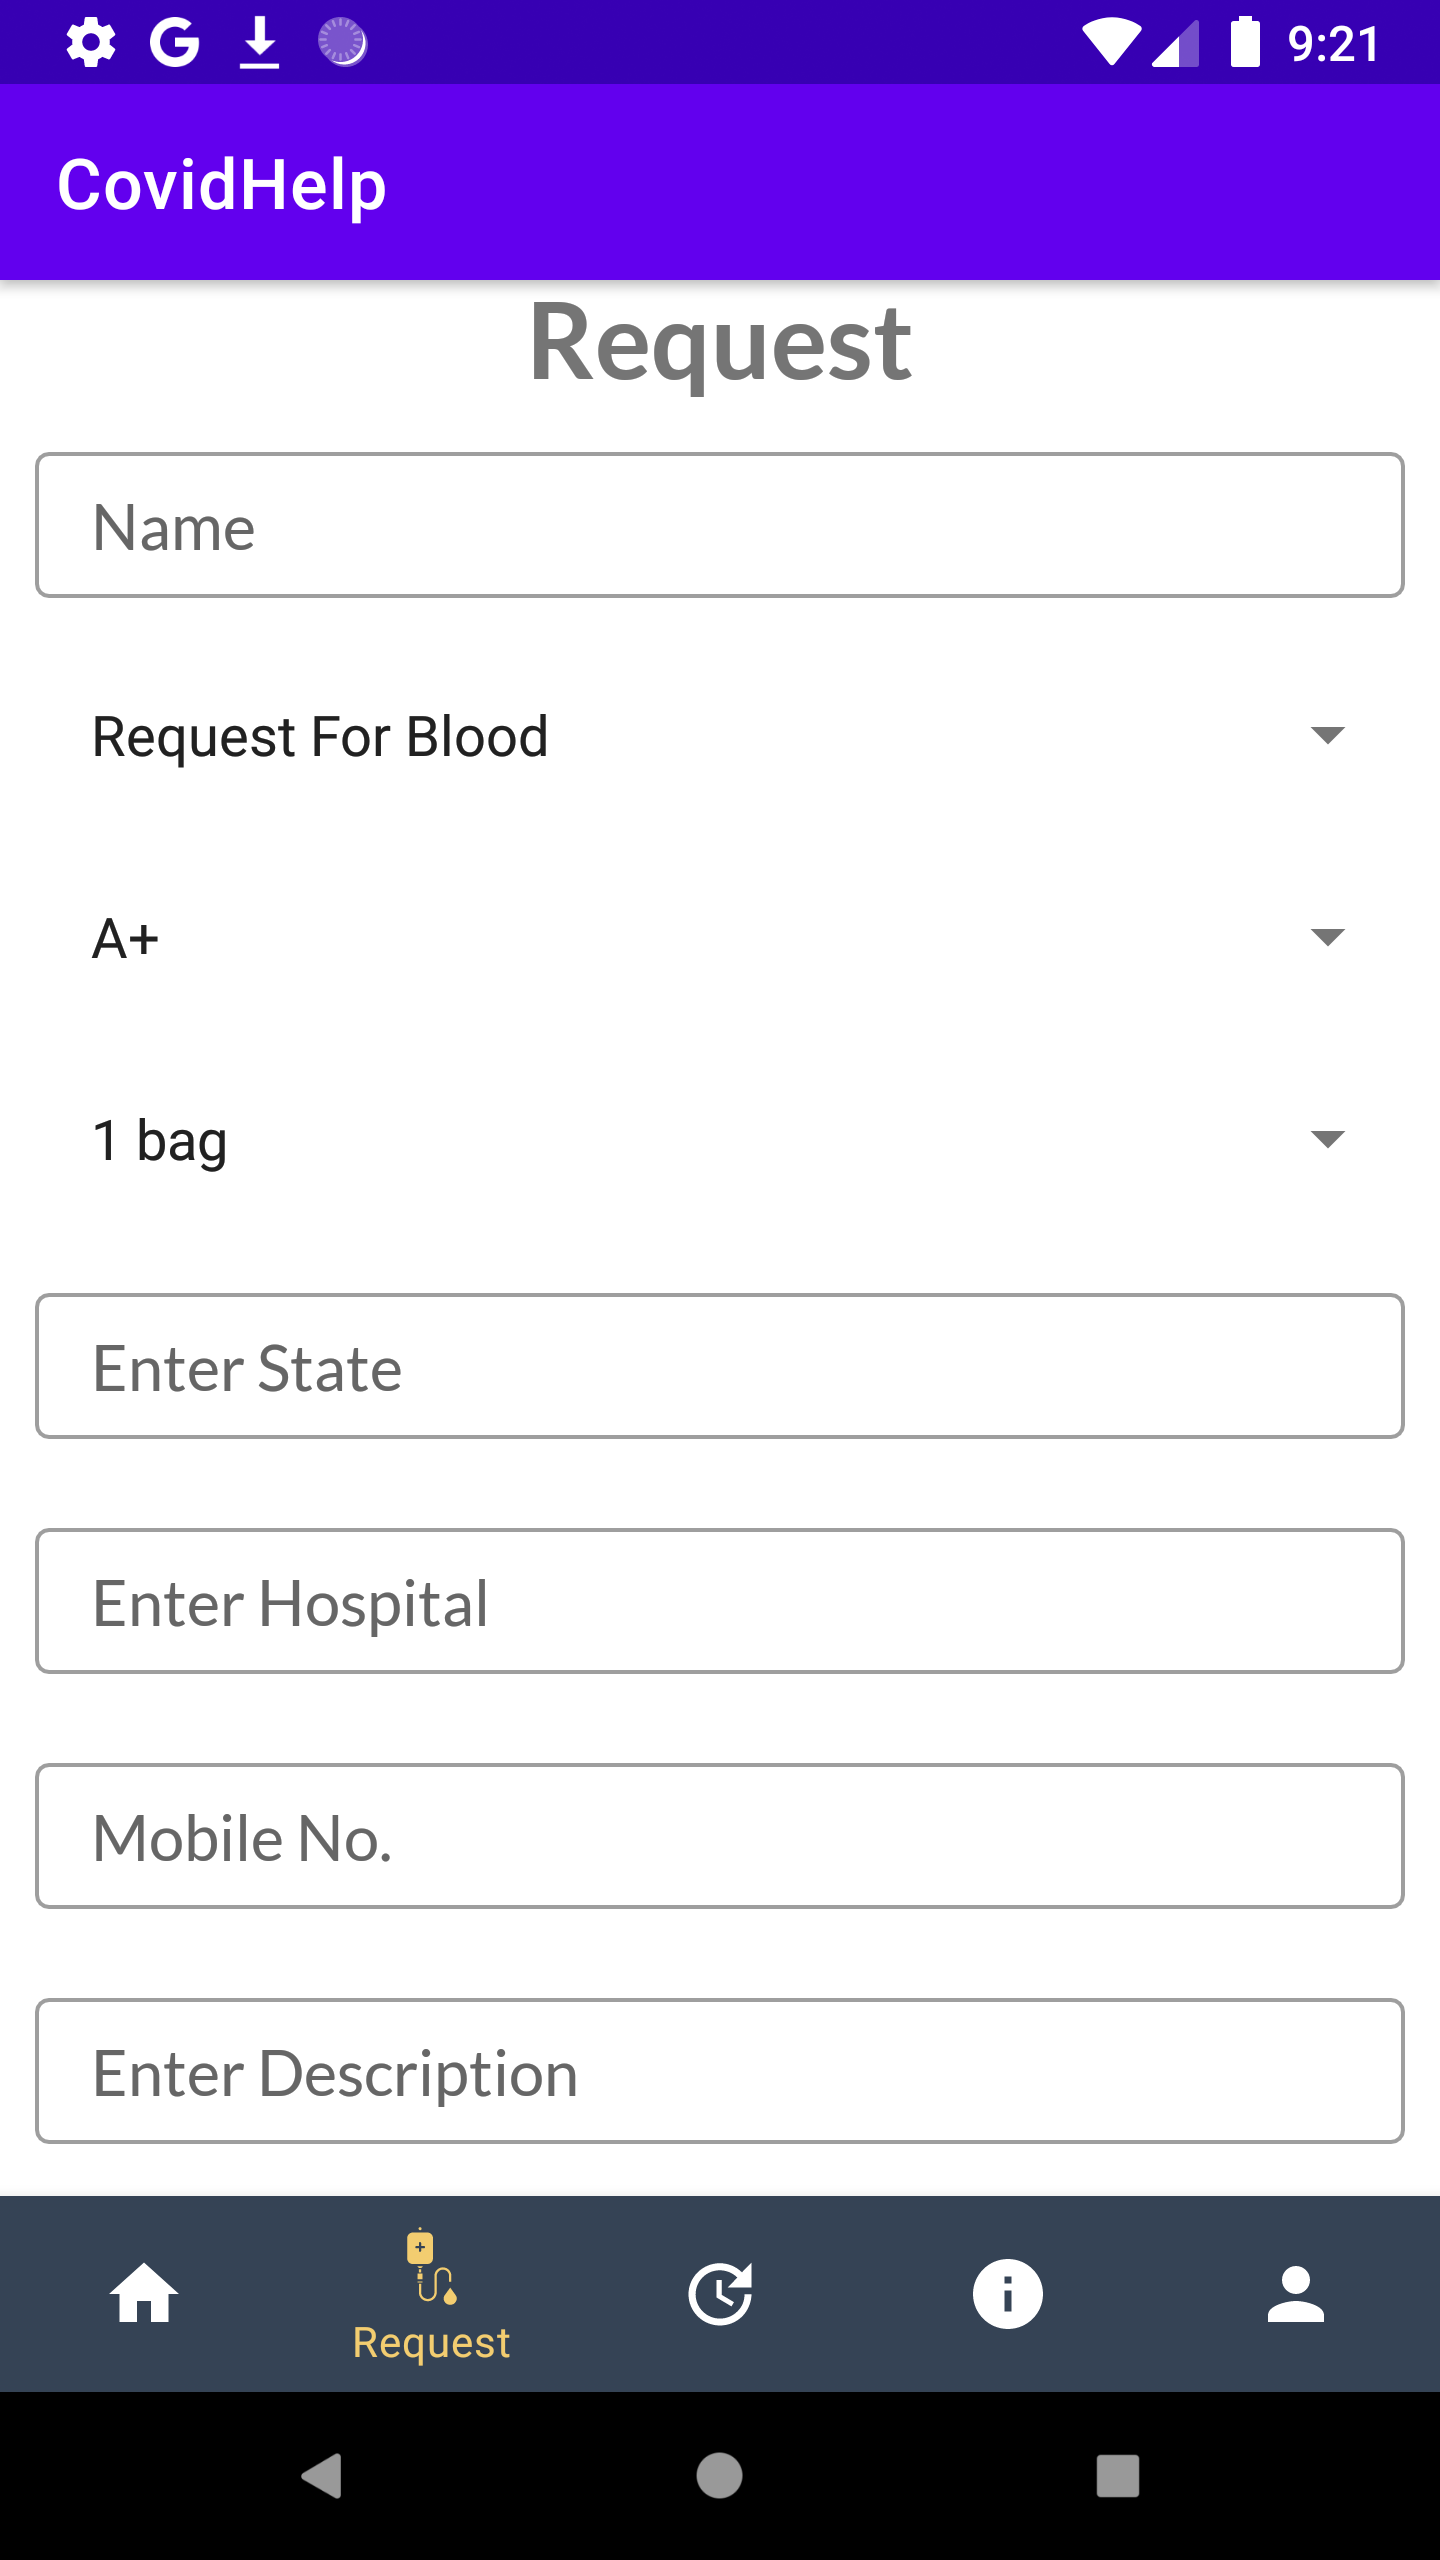 9:21
CovidHelp
Request
Name
Request For Blood
A+
1 bag
Enter State
Enter Hospital
Mobile No.
Enter Description
Request